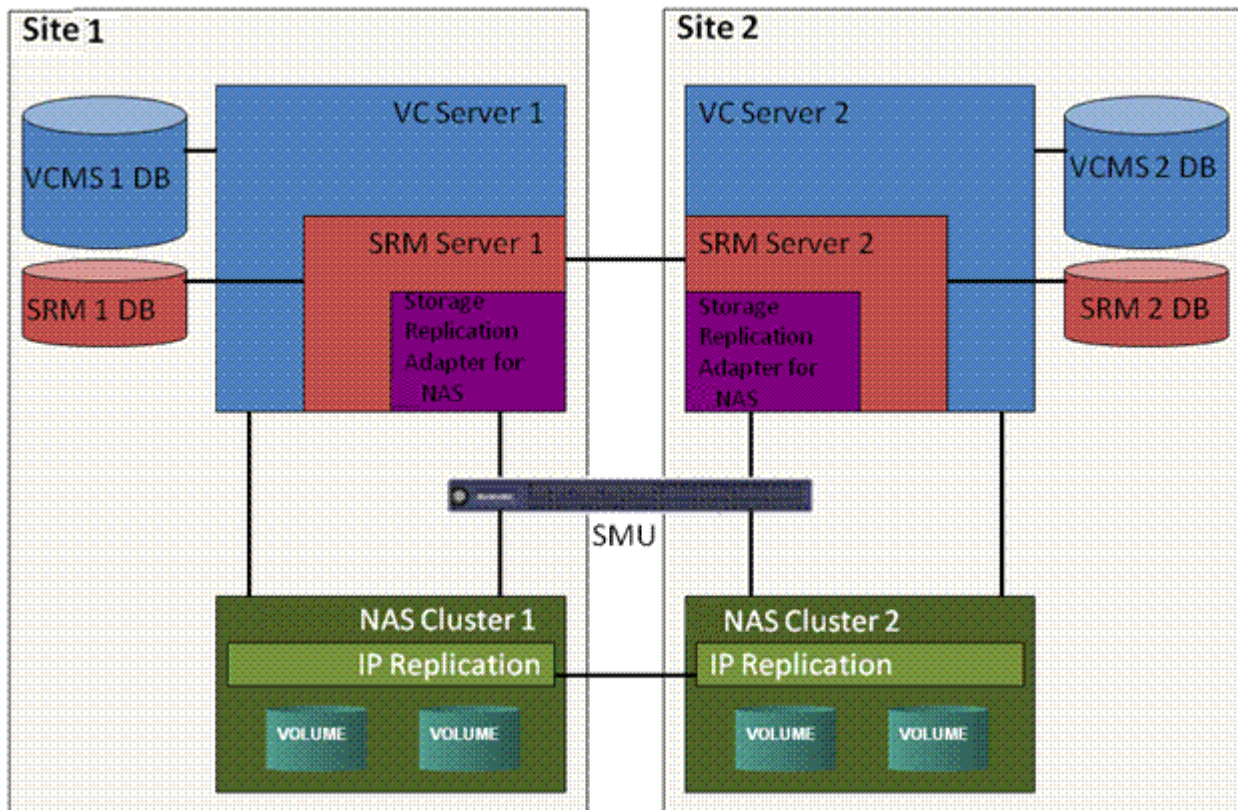 Site 1
VC Server 1
VCMS 1 DB
SRM Server 1
SRM 1 DB
Storage
Replication
Adapter for
NAS
Site 2
VC Server 2
VCMS 2 DB
SRM Server 2
SRM 2 DB
Storage
Replication
Adapter for
NAS
SMU
NAS Cluster 1
IP Replication
VOLUME
VOLUME
NAS Cluster 2
IP Replication
VOLUME
VOLUME